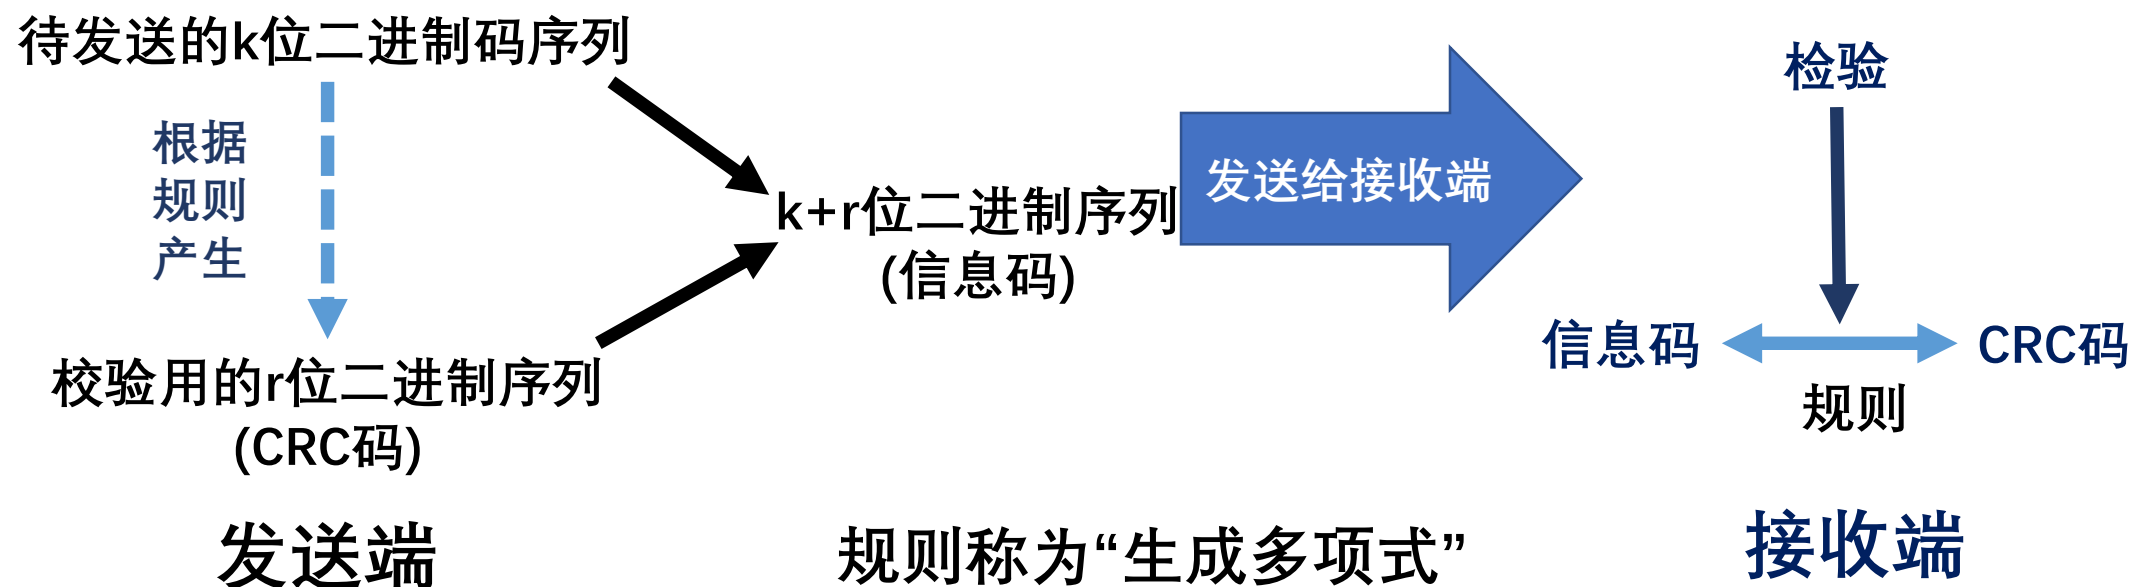 待发送的k位二进制码序列
根据
规则
产生
校验用的r位二进制序列
(CRC码)
发送端
k+r位二进制序列
(信息码)
发送给接收端
规则称为“生成多项式”
检验
信息码
CRC码
规则
接收端